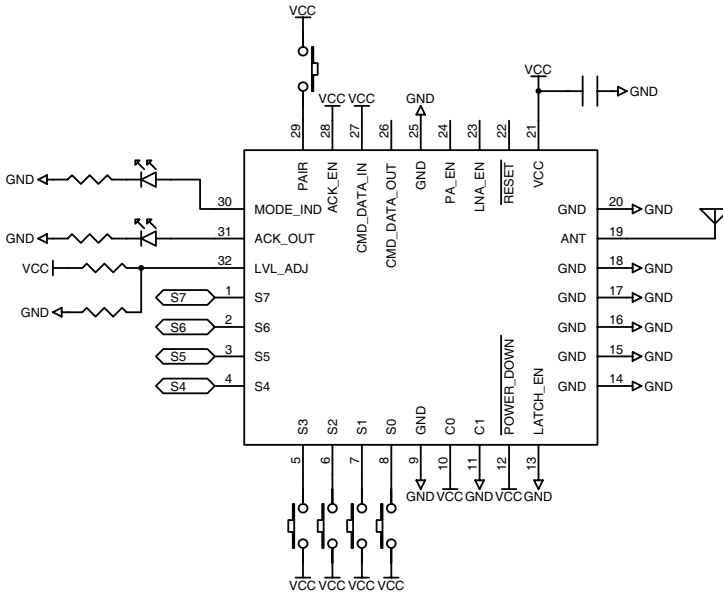 VCC
VCC VCC
GND
VCC
GND
29 28 27 26 25 24 23 22 21
PAIR ACK_EN CMD_DATA_IN CMD_DATA_OUT GND PA_EN LNA_EN RESET VCC
GND 30 MODE_IND
GND 20 GND
GND 31 ACK_OUT
ANT 19
VCC 32 LVL_ADJ
GND 18 GND
GND
S7 1 S7
GND 17 GND
S6 2 S6
GND 16 GND
S5 3 S5
GND 15 GND
S4 4 S4
GND 14 GND
S3 S2 S1 S0 GND C0 C1 POWER_DOWN LATCH_EN
5 6 7 8 9 10 11 12 13
GND VCC GND VCC GND
VCC VCC VCC VCC